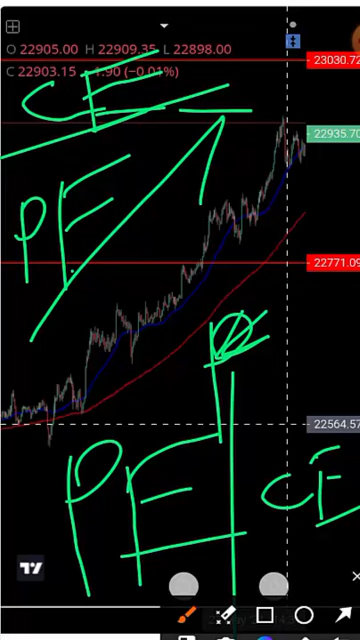 O 22905.00 H 22909.35 L 22898.00
C 22903.15 -1.90 (-0.01%)
23030.72
CE
22935.70
PE
22771.09
22564.57
PE
CE